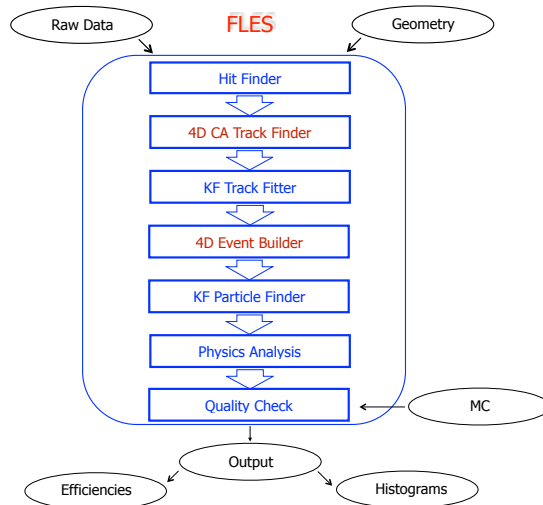 Raw Data
FLES
Geometry
Hit Finder
4D CA Track Finder
KF Track Fitter
4D Event Builder
KF Particle Finder
Physics Analysis
Quality Check
MC
Output
Efficiencies
Histograms